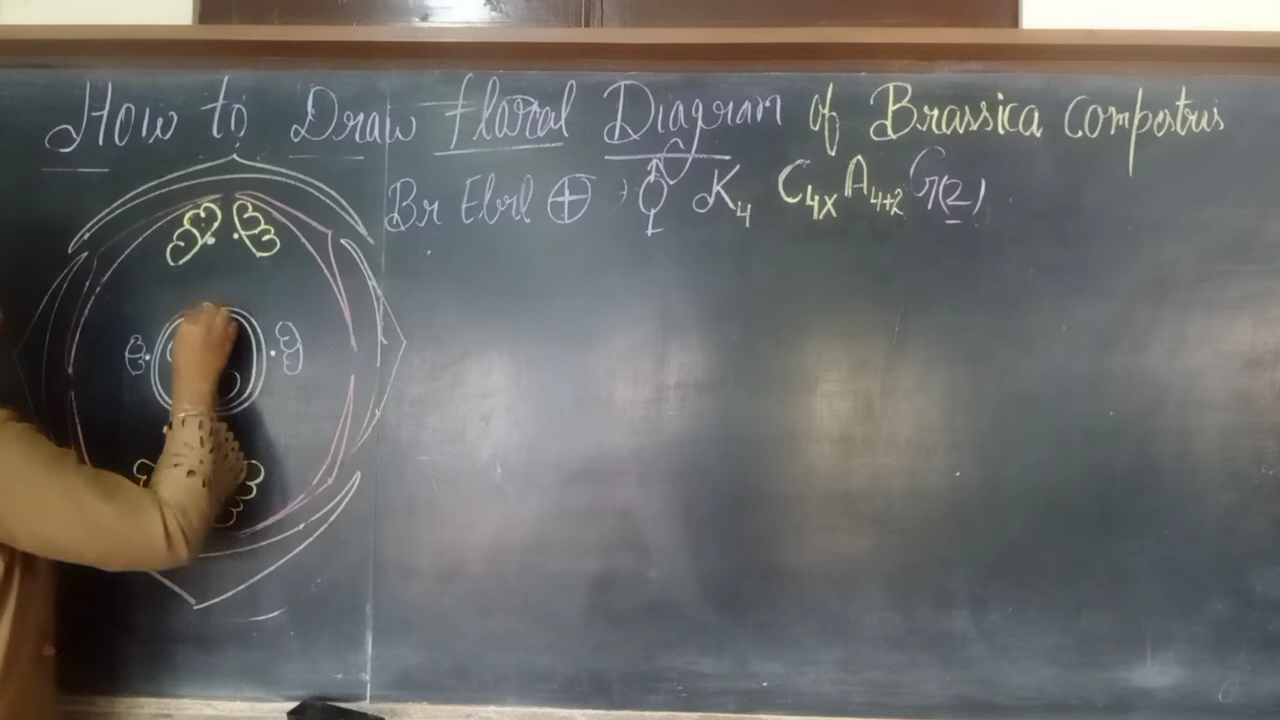 How to Draw Floral Diagram of Brassica Compestris
Br Ebrl ⊕ , ⚥ K4 C4x A4+2 G(2)